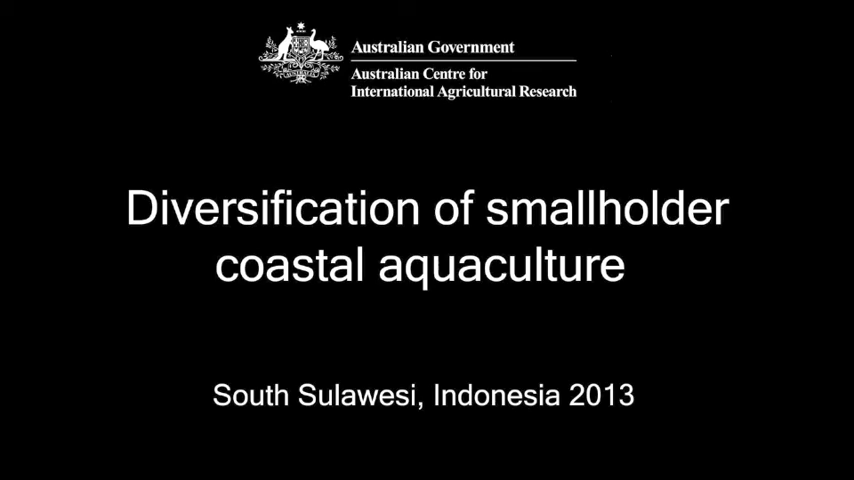 Australian Government
Australian Centre for
International Agricultural Research
Diversification of smallholder
coastal aquaculture
South Sulawesi, Indonesia 2013